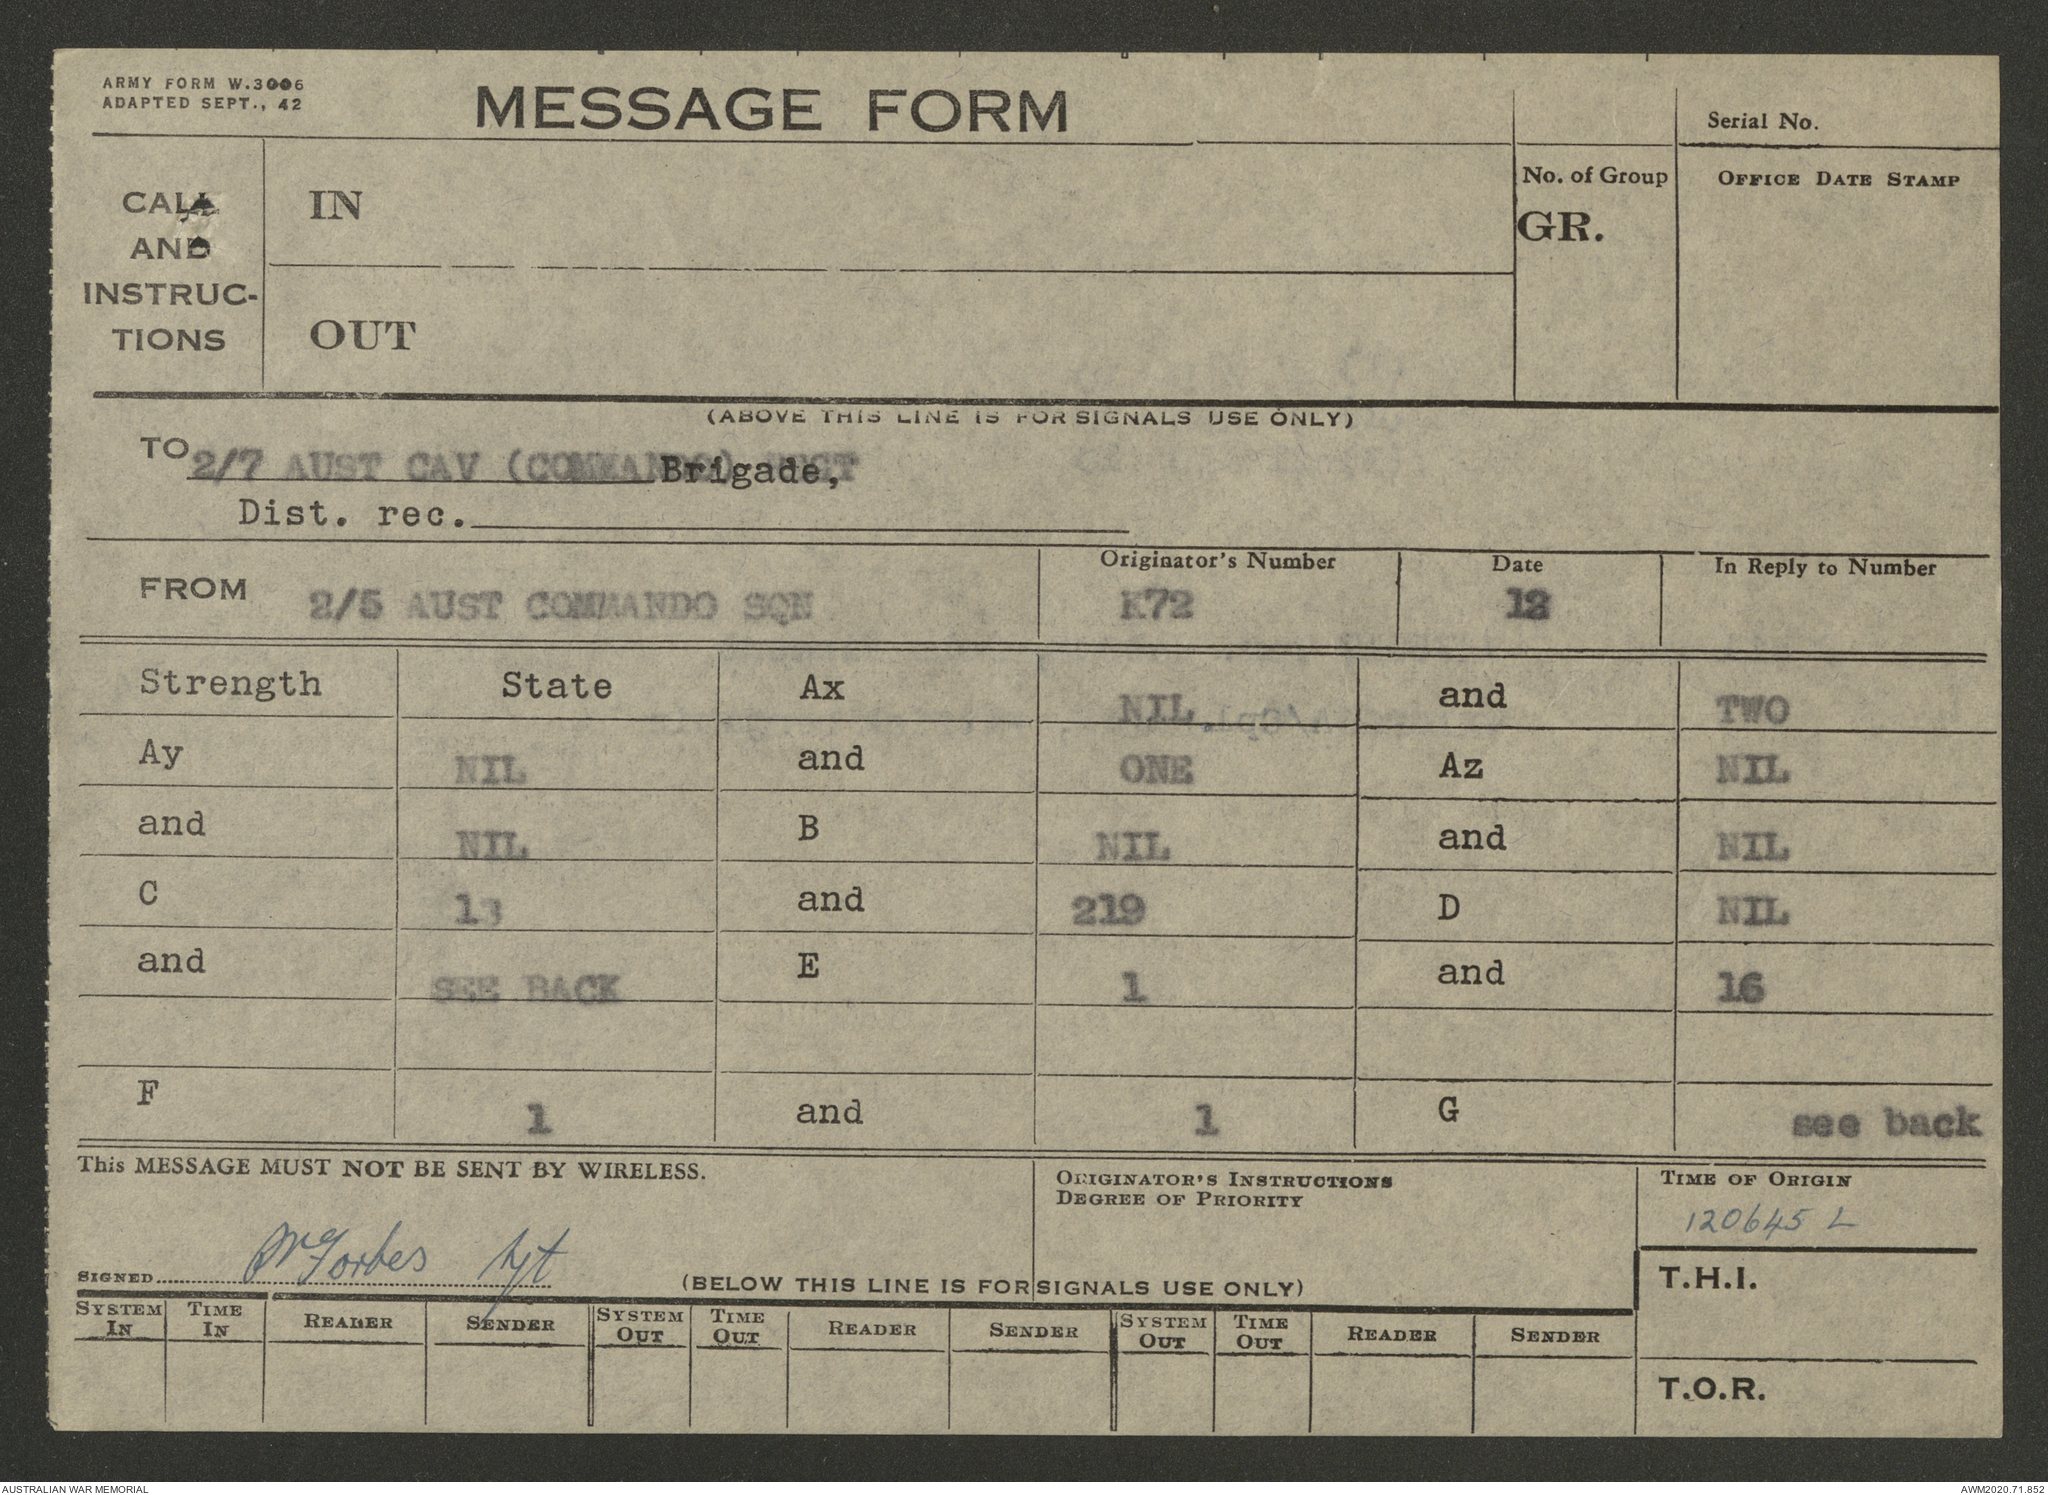 ARMY FORM W.3006
ADAPTED SEPT., 42
MESSAGE FORM
Serial No.
CALL
AND
INSTRUC-
TIONS
IN
OUT
No. of Group
GR.
OFFICE DATE STAMP
(ABOVE THIS LINE IS FOR SIGNALS USE ONLY)
TO 2/7 AUST CAV (COMMANDO) REGT Brigade,
Dist. rec.
FROM 2/5 AUST COMMANDO SQN
Originator's Number
K72
Date
12
In Reply to Number
Strength State Ax NIL and TWO
Ay NIL and ONE Az NIL
and NIL B NIL and NIL
C 13 and 219 D NIL
and SEE BACK E 1 and 16
F 1 and 1 G see back
This MESSAGE MUST NOT BE SENT BY WIRELESS.
ORIGINATOR'S INSTRUCTIONS
DEGREE OF PRIORITY
TIME OF ORIGIN
120645 L
SIGNED Forbes
(BELOW THIS LINE IS FOR SIGNALS USE ONLY)
T.H.I.
SYSTEM IN TIME IN READER SENDER SYSTEM OUT TIME OUT READER SENDER SYSTEM OUT TIME OUT READER SENDER
T.O.R.
AUSTRALIAN WAR MEMORIAL
AWM2020.71.852